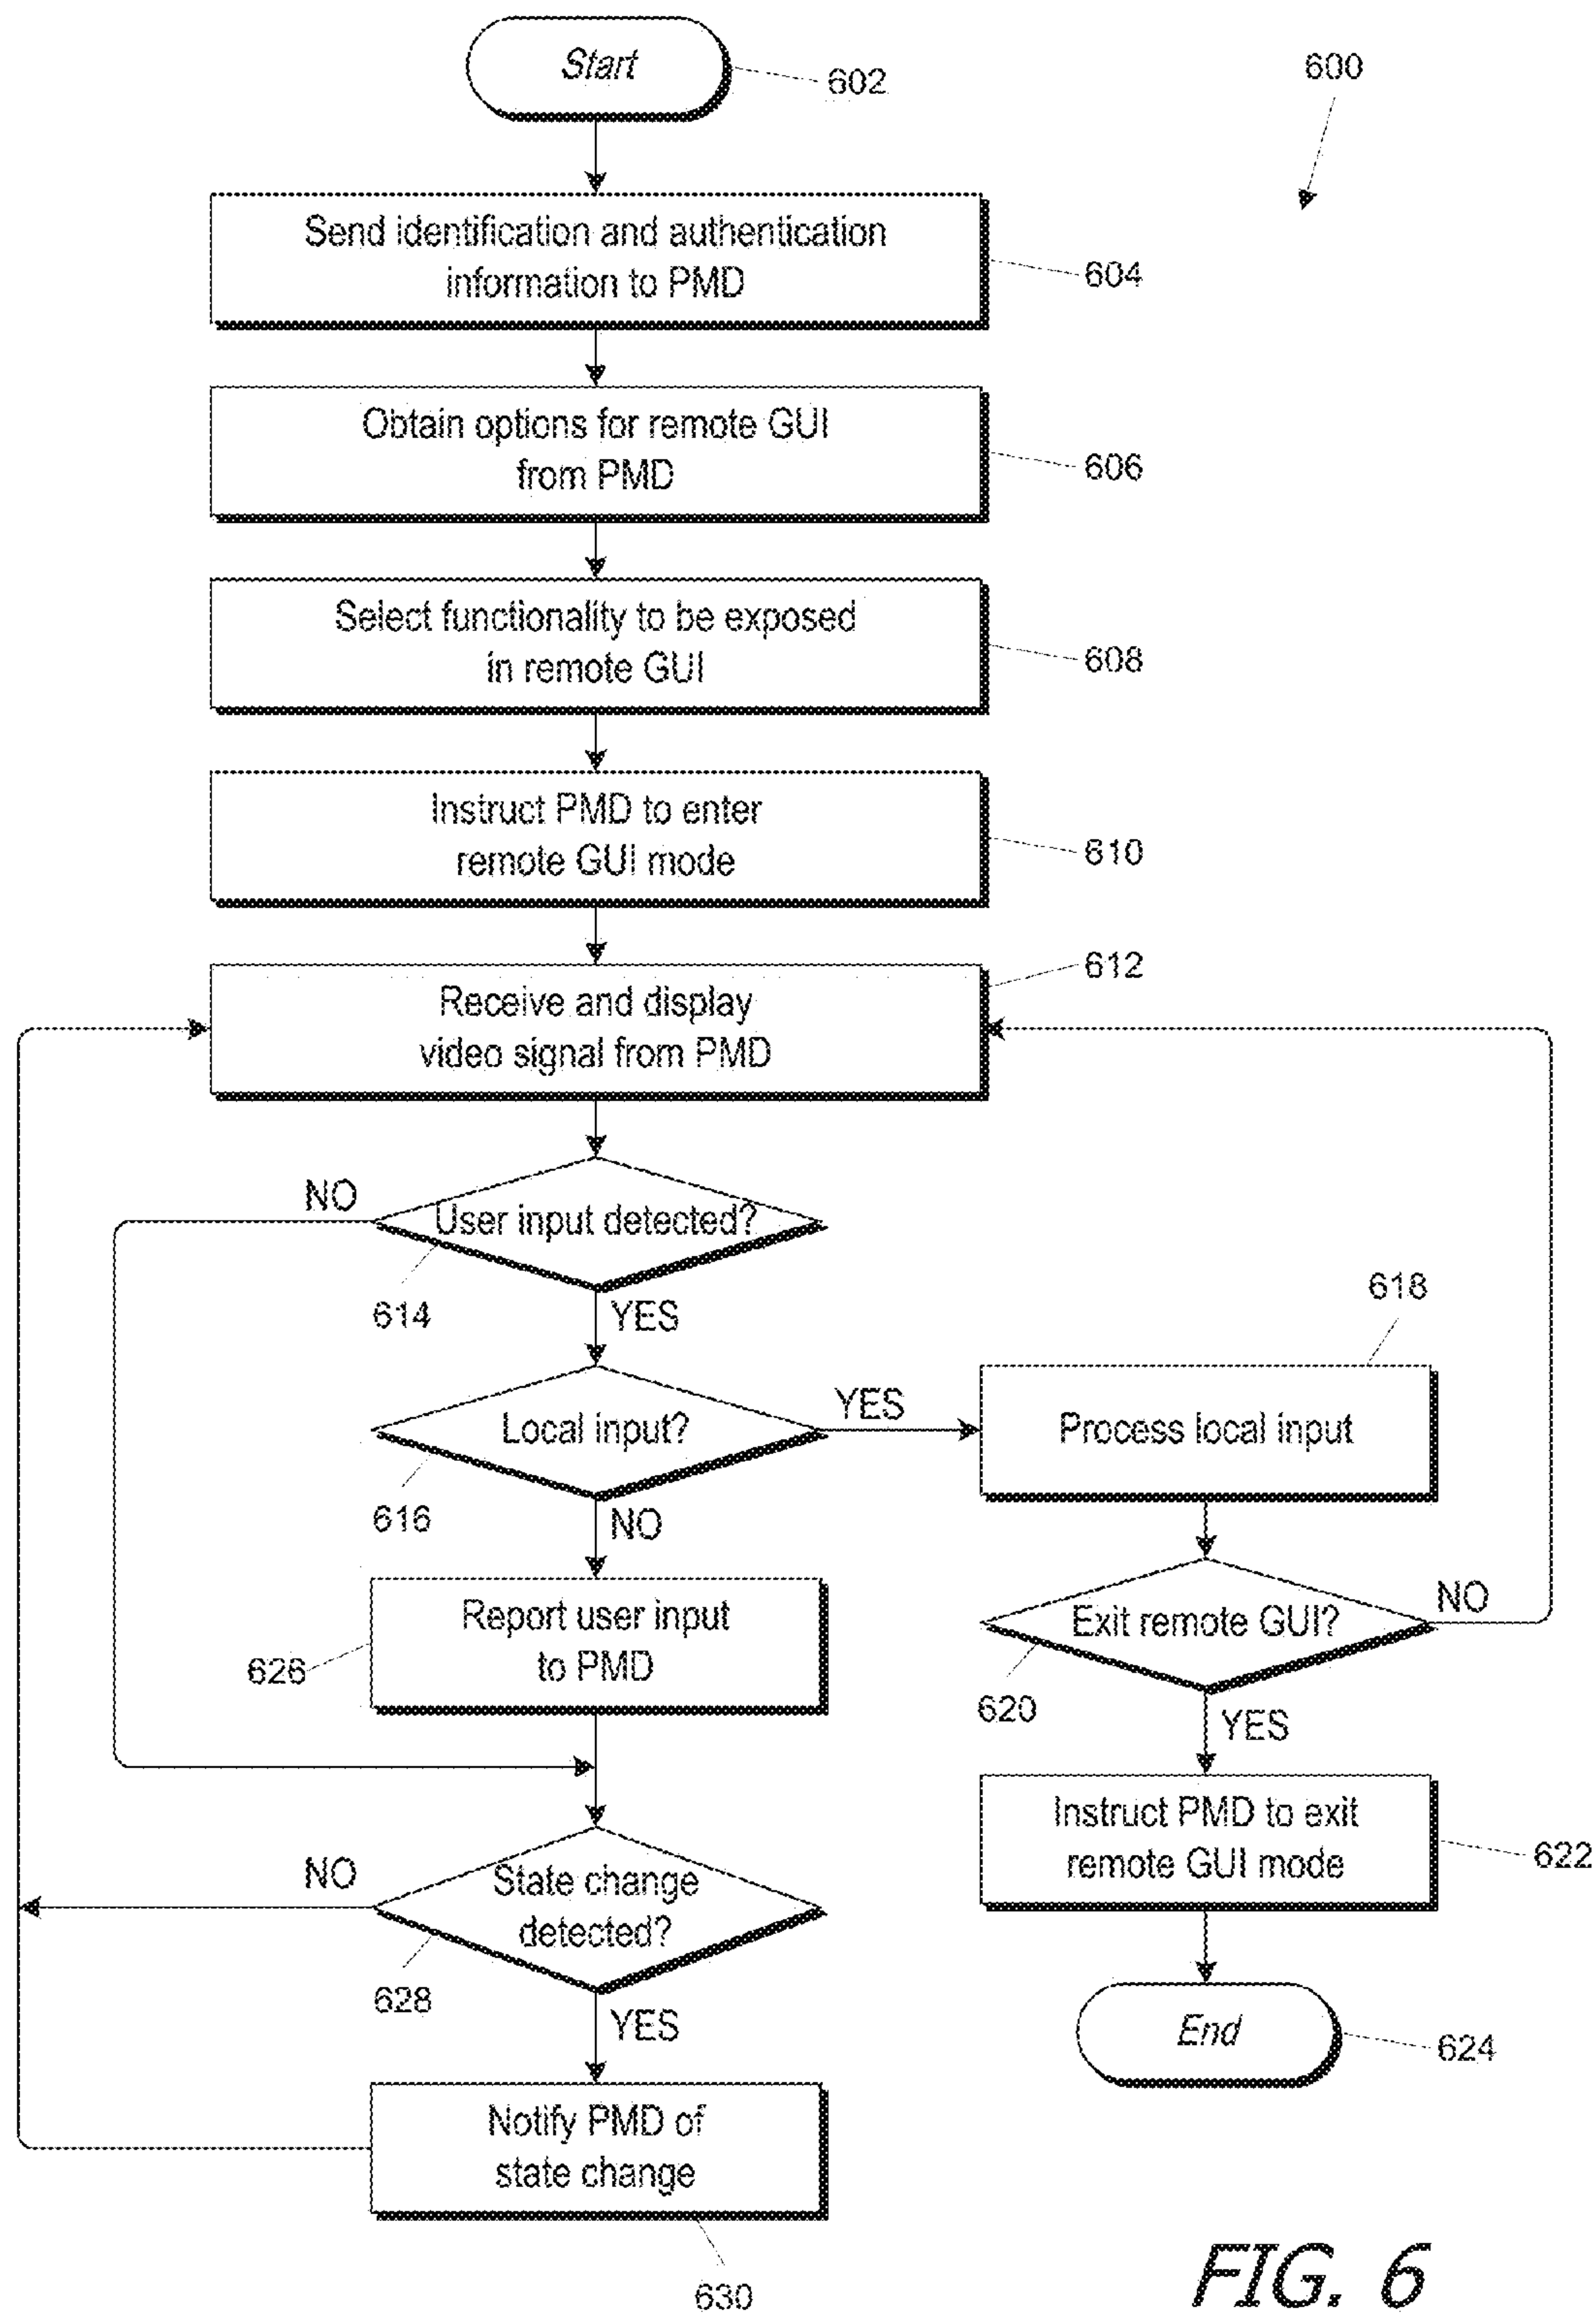 Start
602
600
Send identification and authentication
information to PMD
604
Obtain options for remote GUI
from PMD
606
Select functionality to be exposed
in remote GUI
608
Instruct PMD to enter
remote GUI mode
610
612
Receive and display
video signal from PMD
NO
User input detected?
614
YES
618
Local input?
YES
Process local input
616
NO
Report user input
to PMD
626
Exit remote GUI?
NO
620
YES
Instruct PMD to exit
remote GUI mode
622
NO
State change
detected?
628
YES
End
624
Notify PMD of
state change
630
FIG. 6